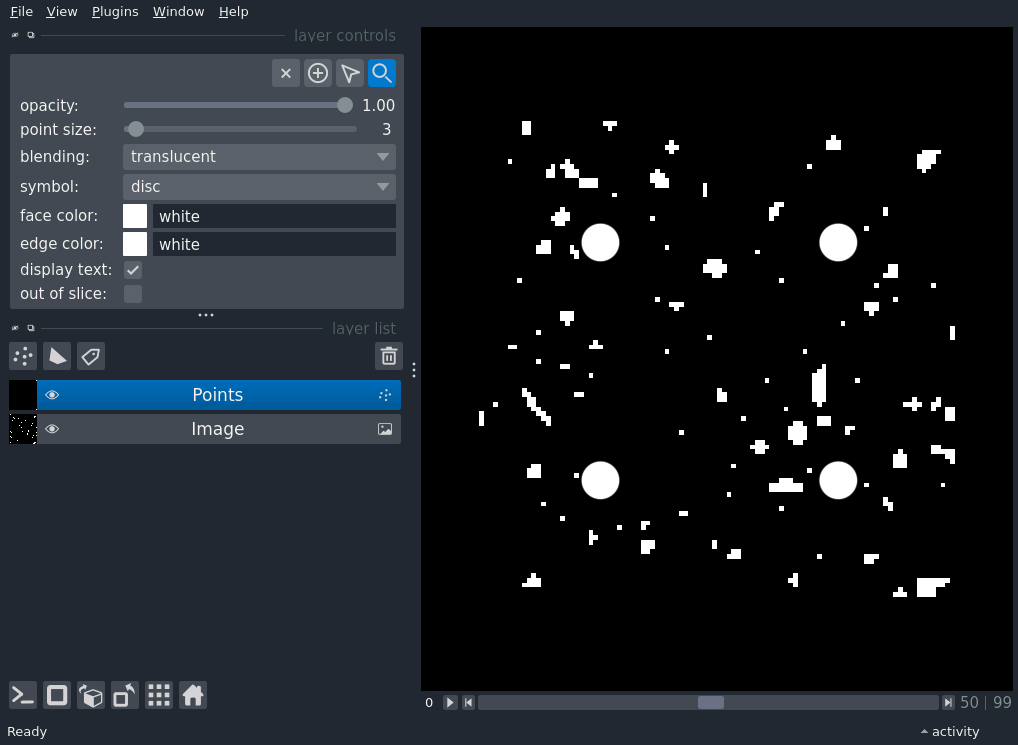 File View Plugins Window Help
layer controls
opacity: 1.00
point size: 3
blending: translucent
symbol: disc
face color: white
edge color: white
display text:
out of slice:
layer list
Points
Image
0 50 | 99
Ready activity